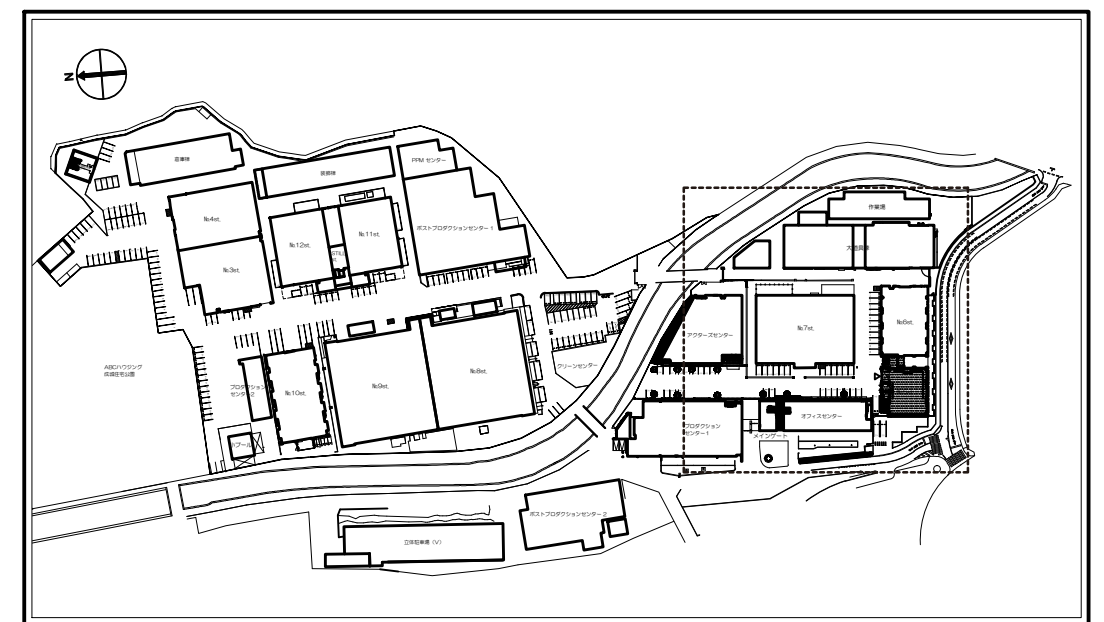 N
倉庫棟
装飾棟
PPM センター
No.4st.
No.12st.
No.11st.
ポストプロダクションセンター 1
No.3st.
作業場
No.7st.
No.6st.
アクターズセンター
ABCハウジング
成城住宅公園
プロダクション
センター2
No.10st.
No.9st.
No.8st.
クリーンセンター
オフィスセンター
メインゲート
プロダクション
センター1
ポストプロダクションセンター 2
立体駐車場（V）